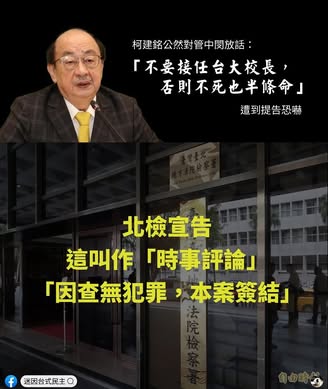 柯建銘公然對管中閔放話：
「不要接任台大校長，
否則不死也半條命」
遭到提告恐嚇
北檢宣告
這叫作「時事評論」
「因查無犯罪，本案簽結」
法院檢察署
迷因台式民主
自由時報